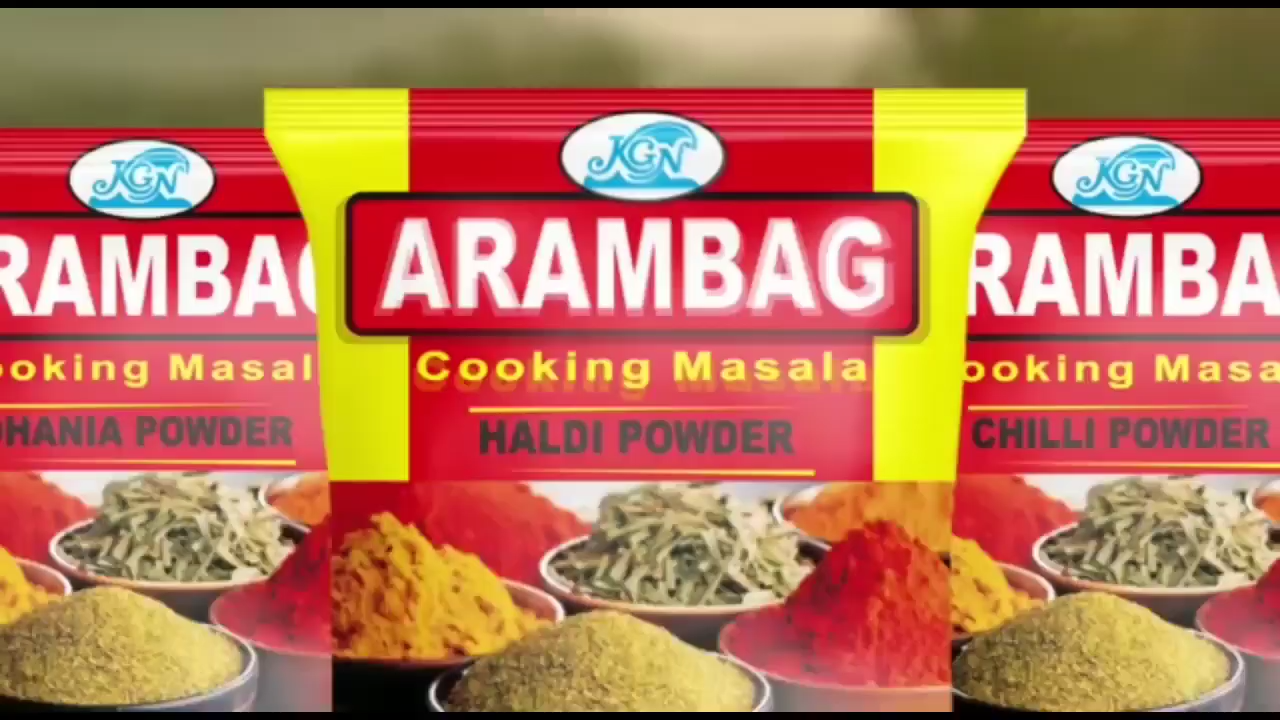 KGN
RAMBAG
ooking Masal
DHANIA POWDER
KGN
ARAMBAG
Cooking Masala
HALDI POWDER
KGN
RAMBA
ooking Masa
CHILLI POWDER